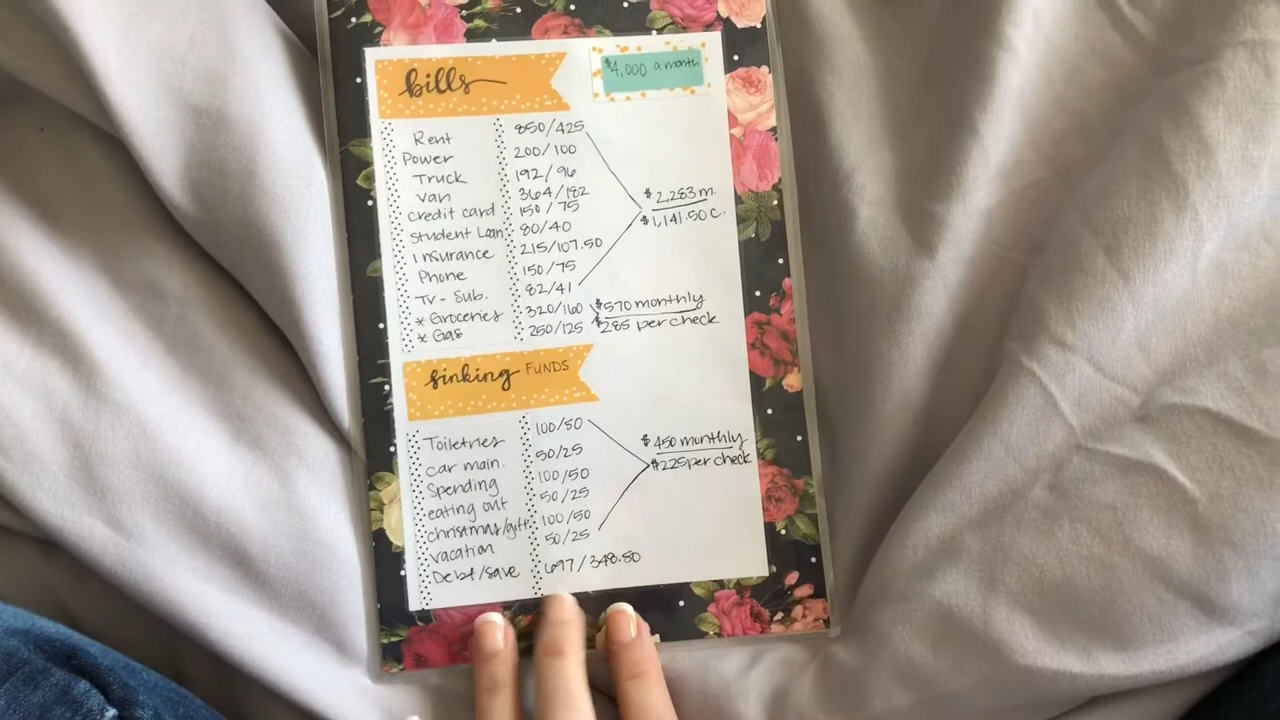 bills
$4,000 a month
Rent 850/425
Power 200/100
Truck 192/96
Van 364/182
credit card 150/75
Student Loan 80/40
Insurance 215/107.50
Phone 150/75
TV-Sub. 82/41
$2,283 m.
$1,141.50 c.
* Groceries 320/160
* Gas 250/125
$570 monthly
$285 per check
sinking FUNDS
Toiletries 100/50
car main. 50/25
Spending 100/50
eating out 50/25
christmas/gift 100/50
vacation 50/25
$450 monthly
$225 per check
Debt/save 697/348.50